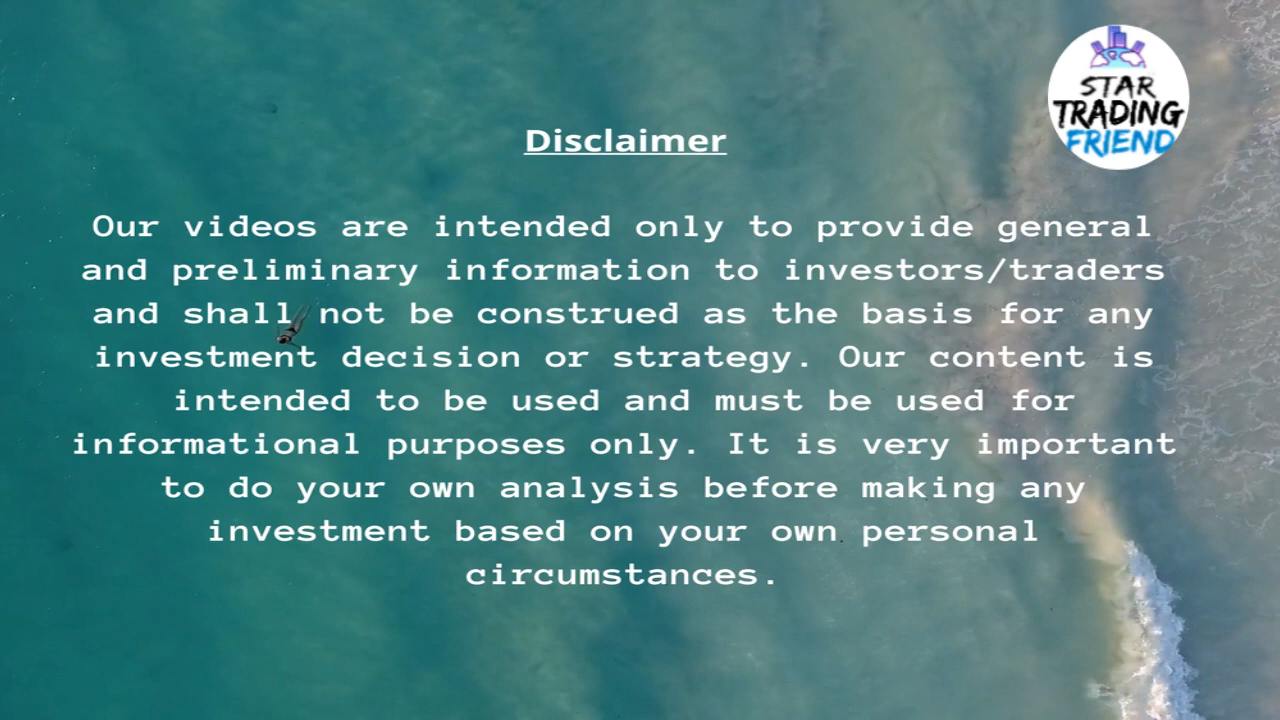 STAR
TRADING
FRIEND
Disclaimer
Our videos are intended only to provide general
and preliminary information to investors/traders
and shall not be construed as the basis for any
investment decision or strategy. Our content is
intended to be used and must be used for
informational purposes only. It is very important
to do your own analysis before making any
investment based on your own personal
circumstances.